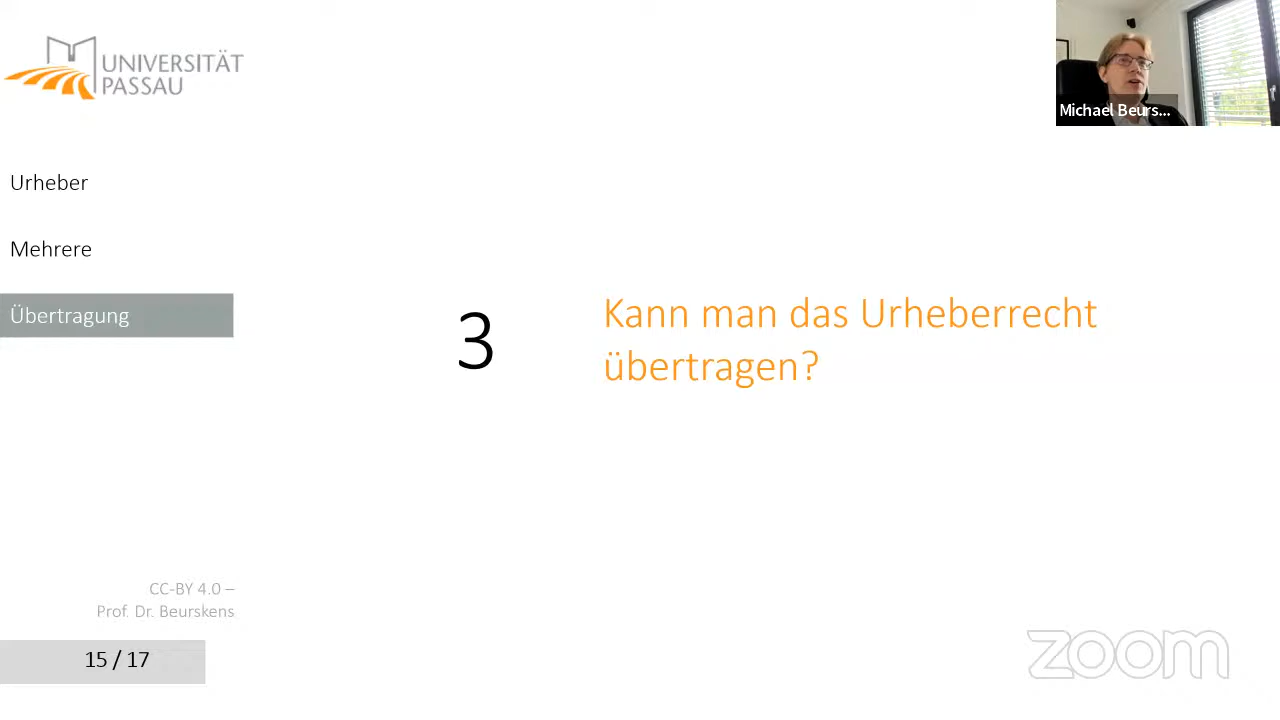 UNIVERSITÄT
PASSAU
Michael Beurs...
Urheber
Mehrere
Übertragung
3
Kann man das Urheberrecht
übertragen?
CC-BY 4.0 –
Prof. Dr. Beurskens
15 / 17
zoom